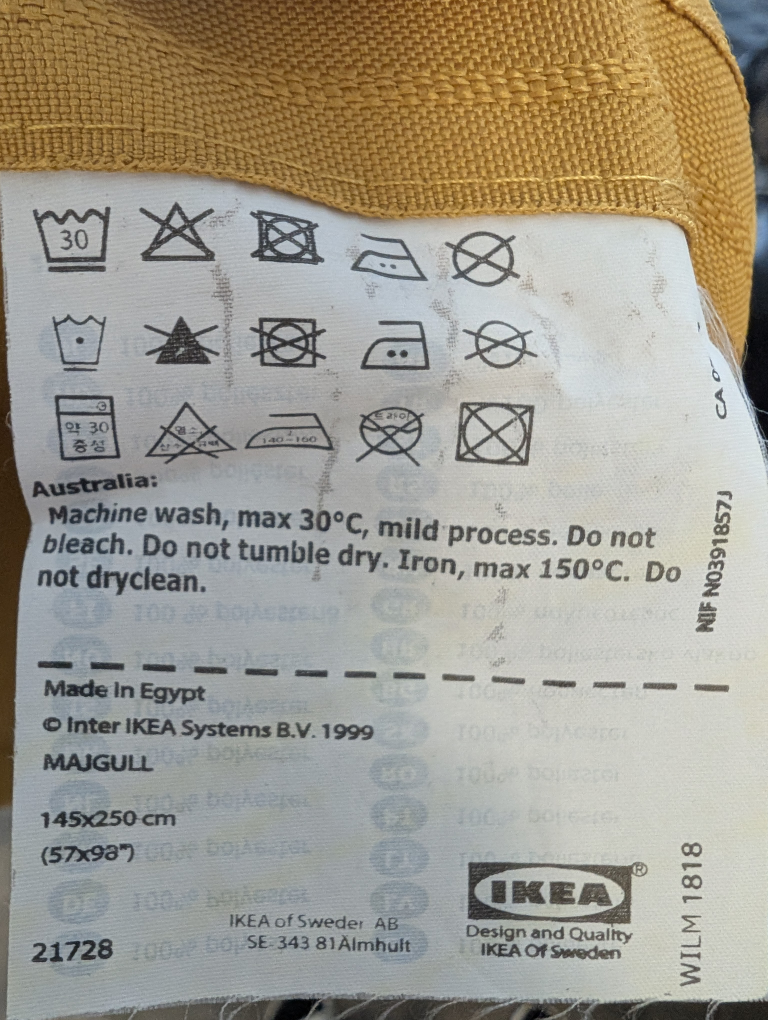 30
약 30
중성
140-160
Australia:
Machine wash, max 30°C, mild process. Do not
bleach. Do not tumble dry. Iron, max 150°C. Do
not dryclean.
Made in Egypt
© Inter IKEA Systems B.V. 1999
MAJGULL
145x250 cm
(57x98")
21728
IKEA of Sweden AB
SE-343 81 Älmhult
IKEA®
Design and Quality
IKEA Of Sweden
CA
NIF N0391857J
WILM 1818